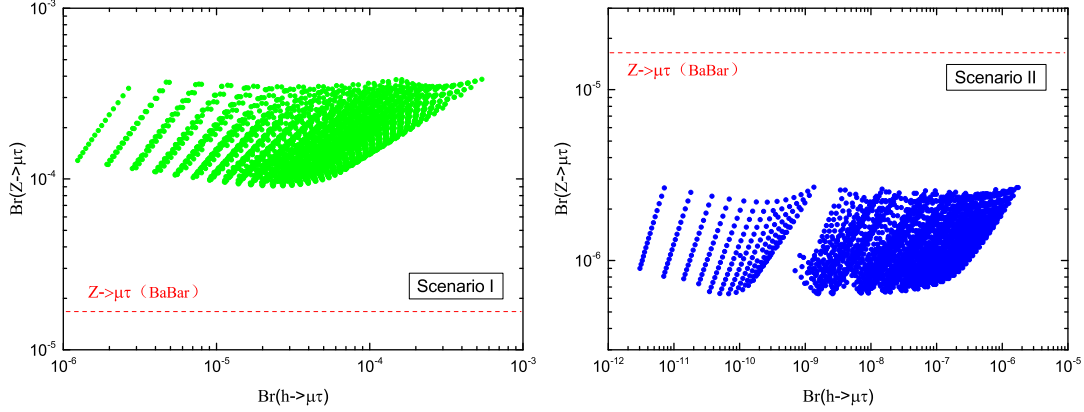 10⁻³
10⁻⁴
10⁻⁵
Br(Z->μτ)
Z->μτ (BaBar)
Scenario I
10⁻⁶ 10⁻⁵ 10⁻⁴ 10⁻³
Br(h->μτ)
10⁻⁵
10⁻⁶
Br(Z->μτ)
Z->μτ (BaBar)
Scenario II
10⁻¹² 10⁻¹¹ 10⁻¹⁰ 10⁻⁹ 10⁻⁸ 10⁻⁷ 10⁻⁶ 10⁻⁵
Br(h->μτ)